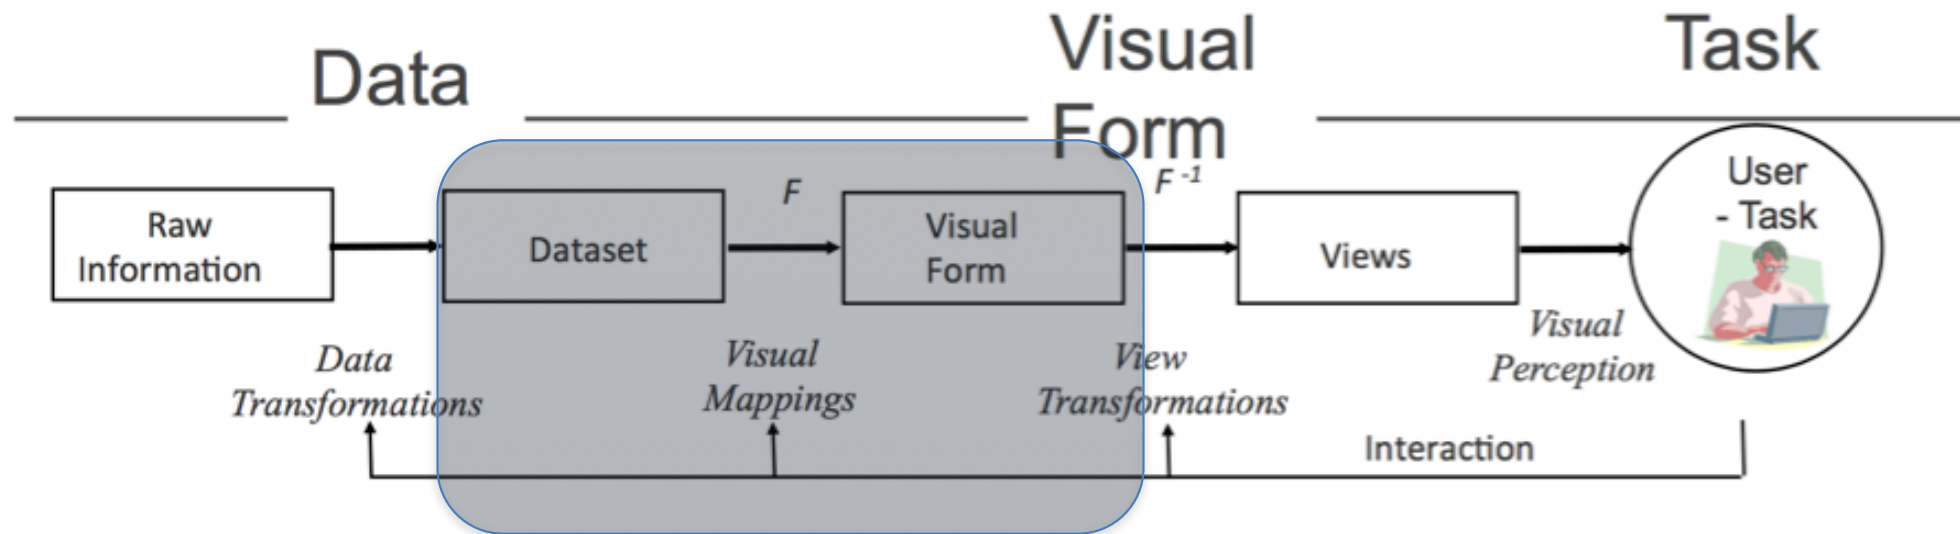 Data
Visual
Form
Task
Raw
Information
Dataset
F
Visual
Form
F -1
Views
User
- Task
Data
Transformations
Visual
Mappings
View
Transformations
Visual
Perception
Interaction